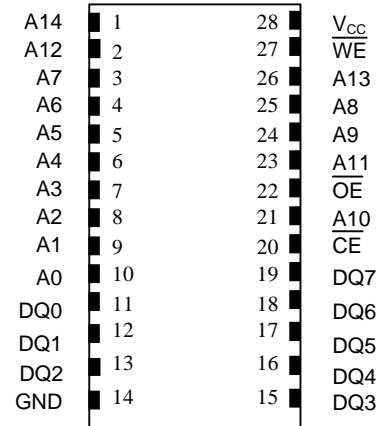 A14 1 28 VCC
A12 2 27 WE
A7 3 26 A13
A6 4 25 A8
A5 5 24 A9
A4 6 23 A11
A3 7 22 OE
A2 8 21 A10
A1 9 20 CE
A0 10 19 DQ7
DQ0 11 18 DQ6
DQ1 12 17 DQ5
DQ2 13 16 DQ4
GND 14 15 DQ3